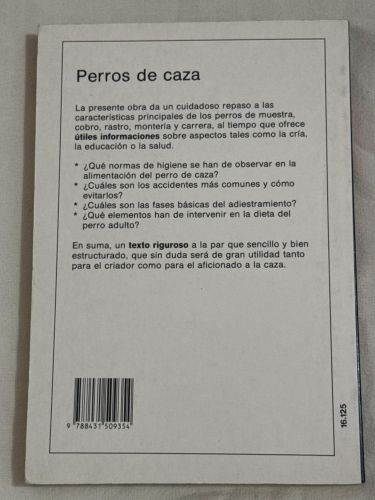 Perros de caza
La presente obra da un cuidadoso repaso a las
características principales de los perros de muestra,
cobro, rastro, montería y carrera, al tiempo que ofrece
útiles informaciones sobre aspectos tales como la cría,
la educación o la salud.
* ¿Qué normas de higiene se han de observar en la
alimentación del perro de caza?
* ¿Cuáles son los accidentes más comunes y cómo
evitarlos?
* ¿Cuáles son las fases básicas del adiestramiento?
* ¿Qué elementos han de intervenir en la dieta del
perro adulto?
En suma, un texto riguroso a la par que sencillo y bien
estructurado, que sin duda será de gran utilidad tanto
para el criador como para el aficionado a la caza.
9 788431 509354
16.125